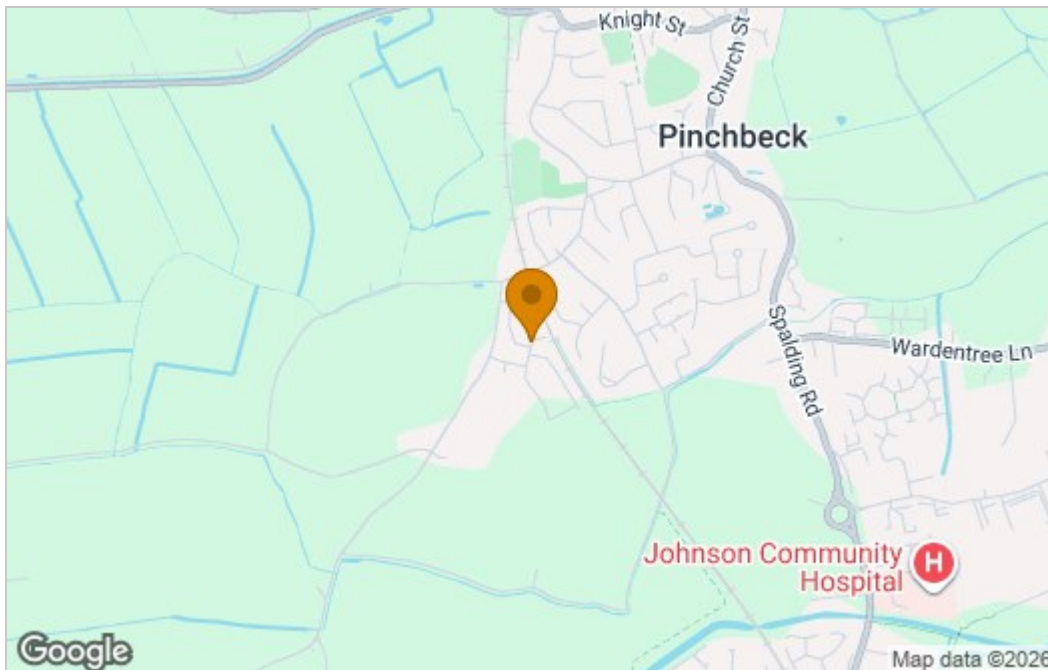 Knight St
Church St
Pinchbeck
Spalding Rd
Wardentree Ln
Johnson Community
Hospital
H
Google
Map data ©2026